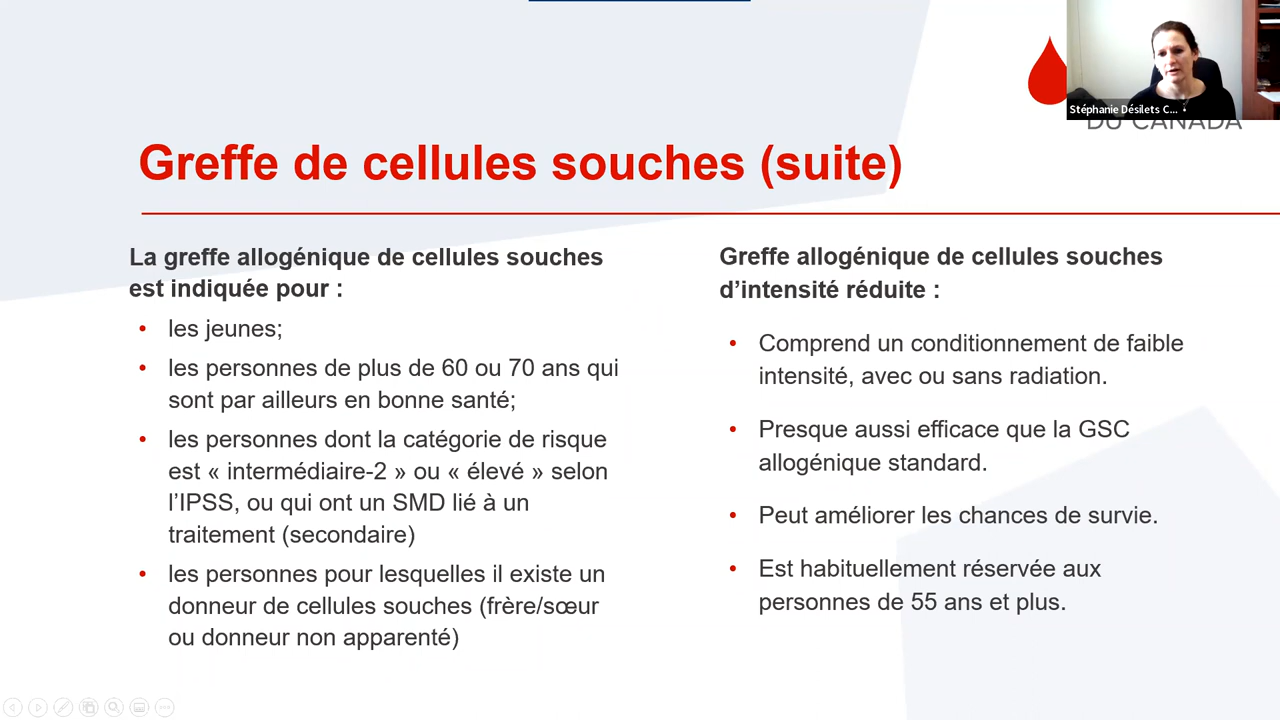 Stéphanie Désilets C...
DU CANADA
Greffe de cellules souches (suite)
La greffe allogénique de cellules souches
est indiquée pour :
• les jeunes;
• les personnes de plus de 60 ou 70 ans qui
sont par ailleurs en bonne santé;
• les personnes dont la catégorie de risque
est « intermédiaire-2 » ou « élevé » selon
l’IPSS, ou qui ont un SMD lié à un
traitement (secondaire)
• les personnes pour lesquelles il existe un
donneur de cellules souches (frère/sœur
ou donneur non apparenté)
Greffe allogénique de cellules souches
d’intensité réduite :
• Comprend un conditionnement de faible
intensité, avec ou sans radiation.
• Presque aussi efficace que la GSC
allogénique standard.
• Peut améliorer les chances de survie.
• Est habituellement réservée aux
personnes de 55 ans et plus.